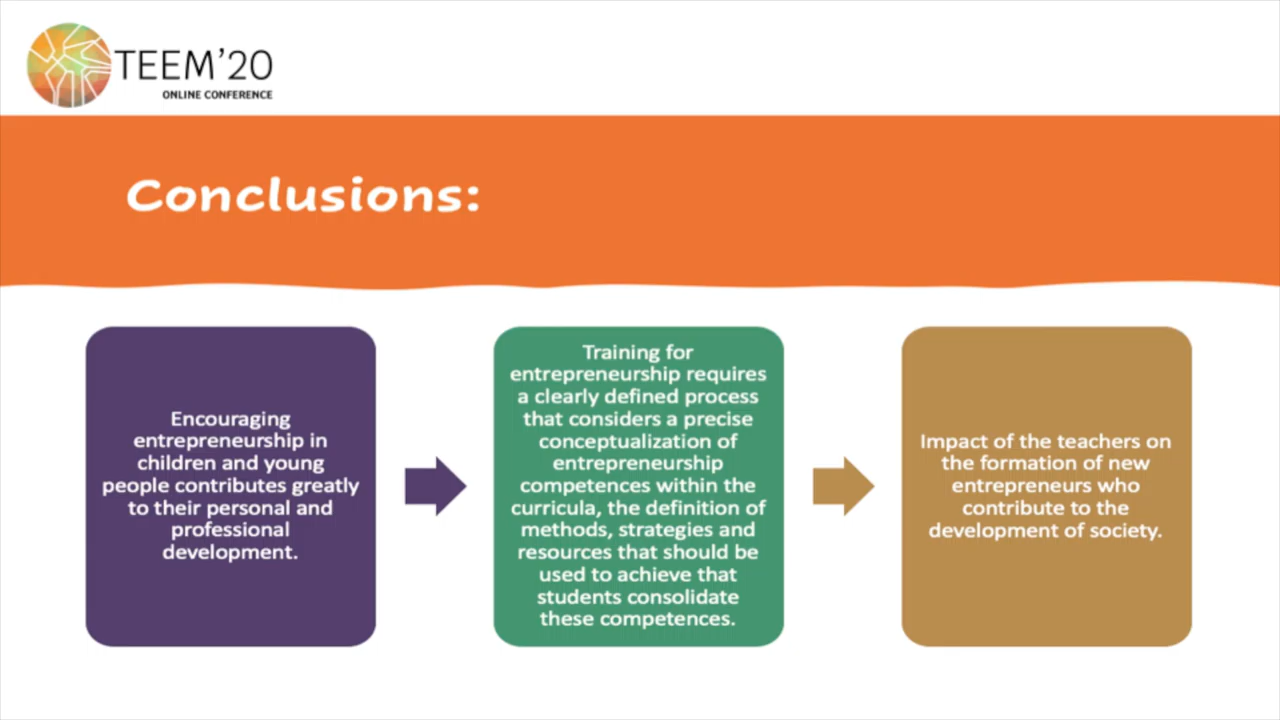 TEEM'20
ONLINE CONFERENCE
Conclusions:
Encouraging
entrepreneurship in
children and young
people contributes greatly
to their personal and
professional
development.
Training for
entrepreneurship requires
a clearly defined process
that considers a precise
conceptualization of
entrepreneurship
competences within the
curricula, the definition of
methods, strategies and
resources that should be
used to achieve that
students consolidate
these competences.
Impact of the teachers on
the formation of new
entrepreneurs who
contribute to the
development of society.